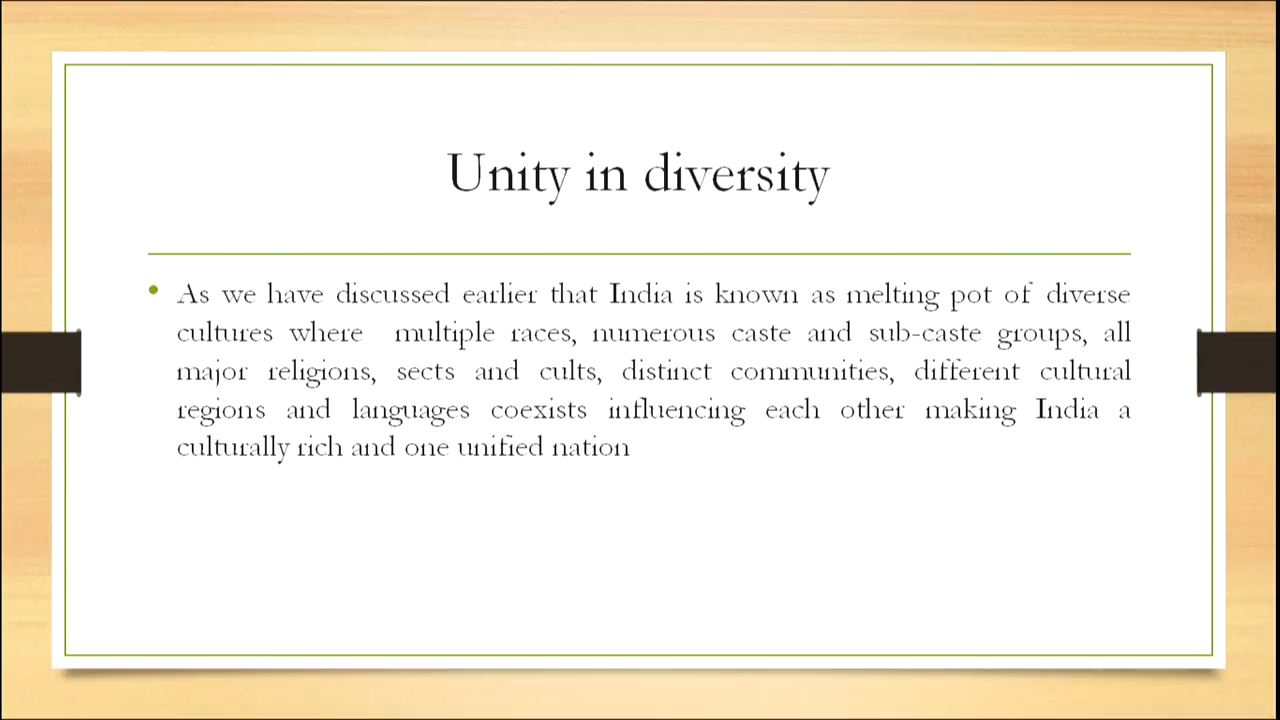 Unity in diversity
• As we have discussed earlier that India is known as melting pot of diverse
cultures where  multiple races, numerous caste and sub-caste groups, all
major religions, sects and cults, distinct communities, different cultural
regions and languages coexists influencing each other making India a
culturally rich and one unified nation